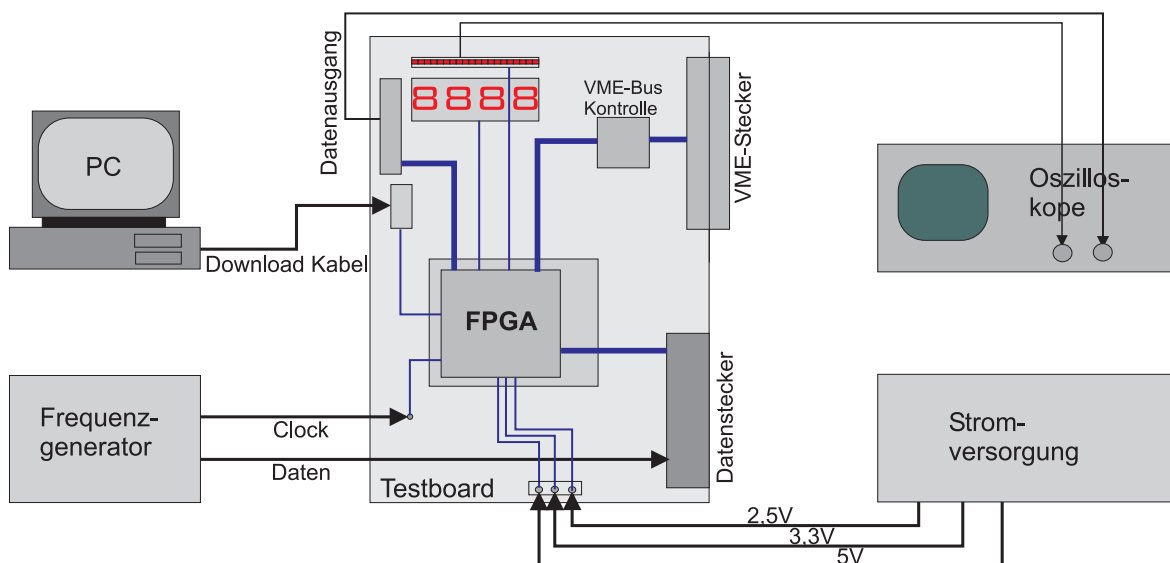 Datenausgang
8888
VME-Bus
Kontrolle
VME-Stecker
PC
Oszillos-
kope
Download Kabel
FPGA
Frequenz-
generator
Clock
Daten
Datenstecker
Strom-
versorgung
Testboard
2,5V
3,3V
5V